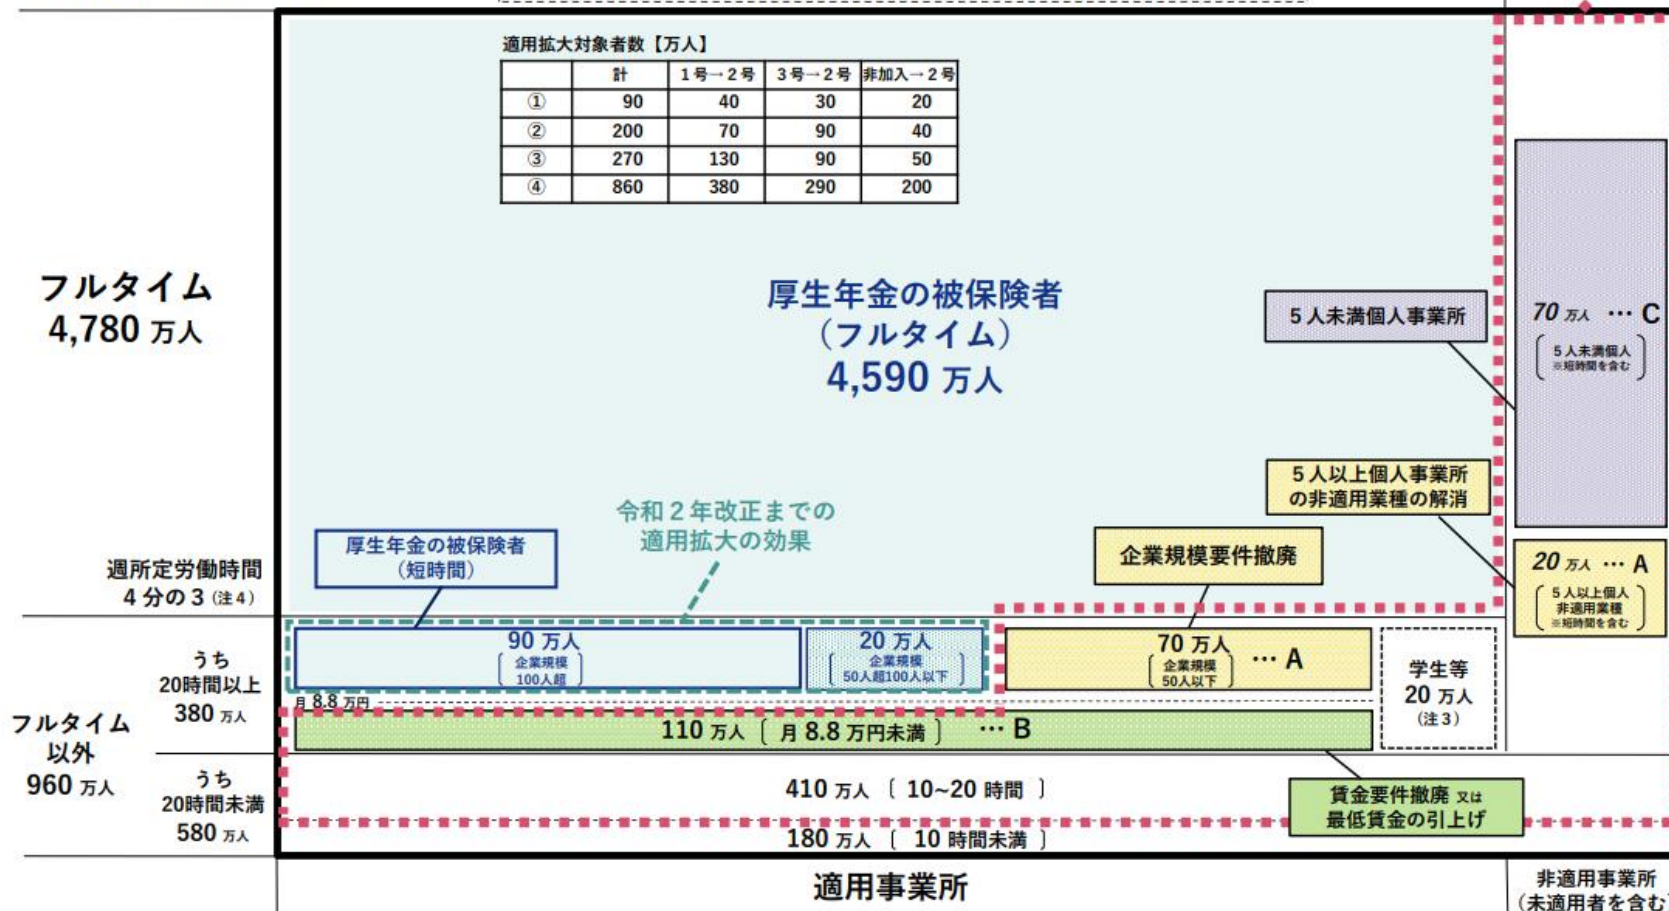 適用拡大対象者数【万人】
計 1号→2号 3号→2号 非加入→2号
① 90 40 30 20
② 200 70 90 40
③ 270 130 90 50
④ 860 380 290 200
フルタイム
4,780 万人
厚生年金の被保険者
（フルタイム）
4,590 万人
5人未満個人事業所
70 万人 … C
5人未満個人
※短時間を含む
5人以上個人事業所
の非適用業種の解消
20 万人 … A
5人以上個人
非適用業種
※短時間を含む
令和2年改正までの
適用拡大の効果
厚生年金の被保険者
（短時間）
企業規模要件撤廃
週所定労働時間
4分の3（注4）
フルタイム
以外
960 万人
うち
20時間以上
380 万人
90 万人
企業規模
100人超
20 万人
企業規模
50人超100人以下
70 万人 … A
企業規模
50人以下
学生等
20 万人
（注3）
月 8.8 万円
110 万人〔 月 8.8 万円未満 〕 … B
うち
20時間未満
580 万人
410 万人〔 10~20 時間 〕
賃金要件撤廃 又は
最低賃金の引上げ
180万人〔 10 時間未満 〕
適用事業所
非適用事業所
（未適用者を含む